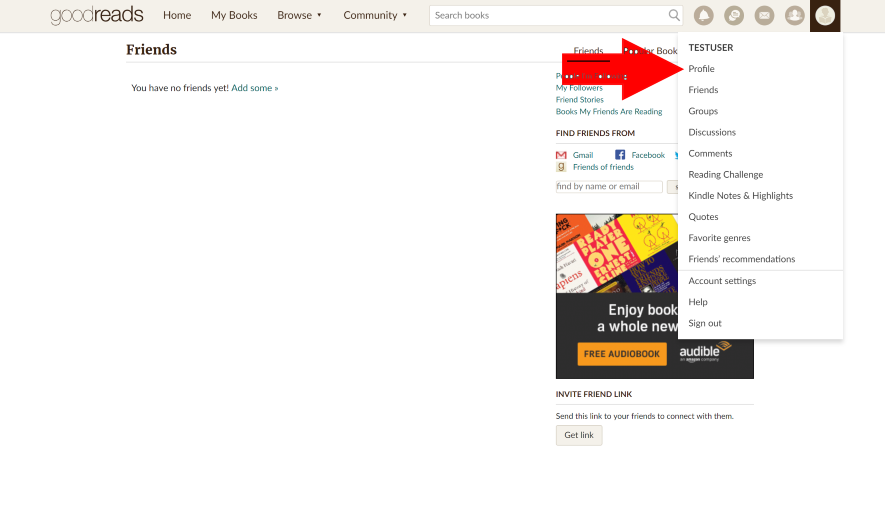 goodreads Home My Books Browse ▼ Community ▼ Search books
Friends
Friends
Book
My Followers
Friend Stories
Books My Friends Are Reading
You have no friends yet! Add some »
FIND FRIENDS FROM
Gmail Facebook
Friends of friends
find by name or email
Enjoy book
a whole new
FREE AUDIOBOOK
audible
an amazon company
INVITE FRIEND LINK
Send this link to your friends to connect with them.
Get link
TESTUSER
Profile
Friends
Groups
Discussions
Comments
Reading Challenge
Kindle Notes & Highlights
Quotes
Favorite genres
Friends' recommendations
Account settings
Help
Sign out